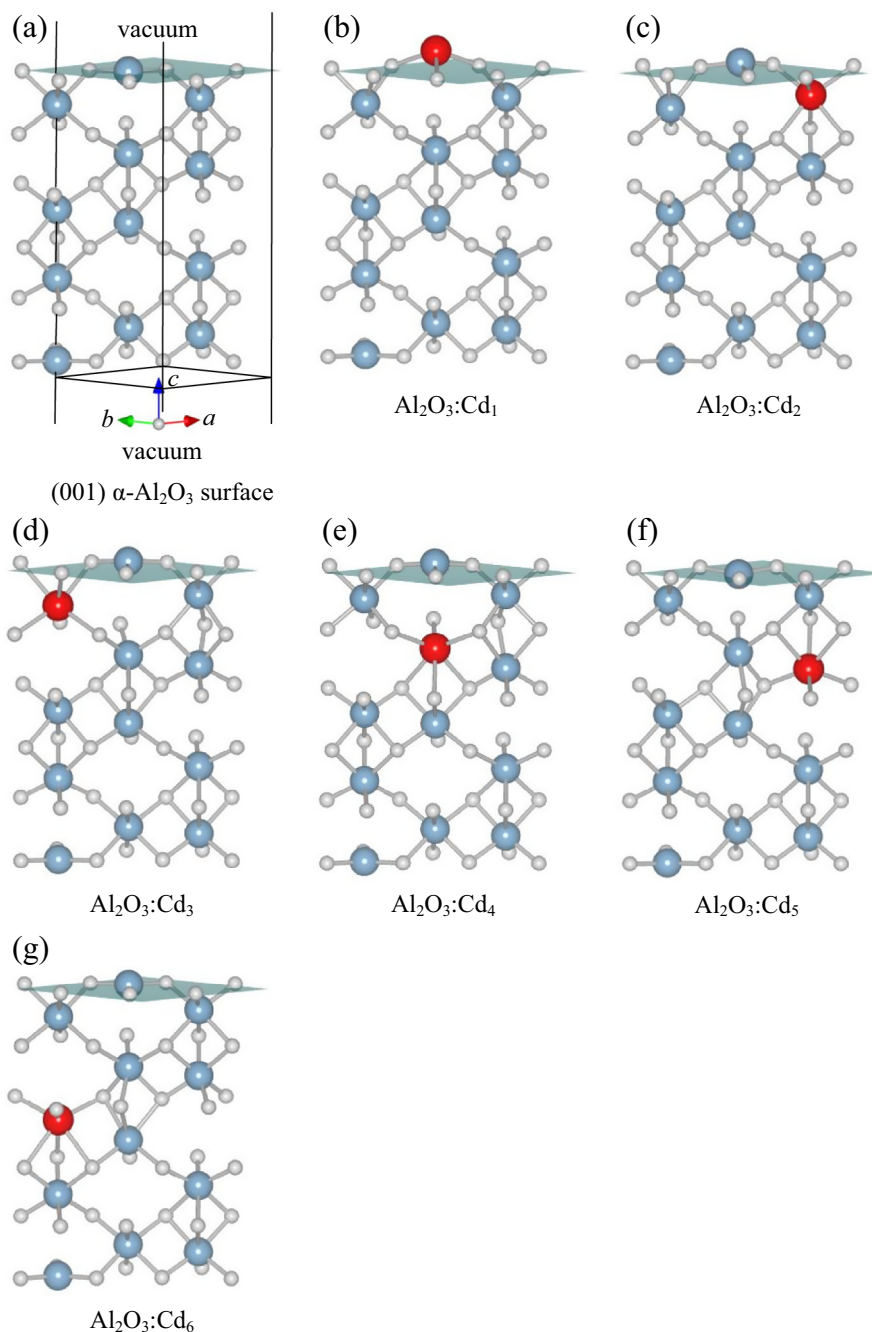 (a)
vacuum
c
b
a
vacuum
(001) α-Al₂O₃ surface
(b)
Al₂O₃:Cd₁
(c)
Al₂O₃:Cd₂
(d)
Al₂O₃:Cd₃
(e)
Al₂O₃:Cd₄
(f)
Al₂O₃:Cd₅
(g)
Al₂O₃:Cd₆